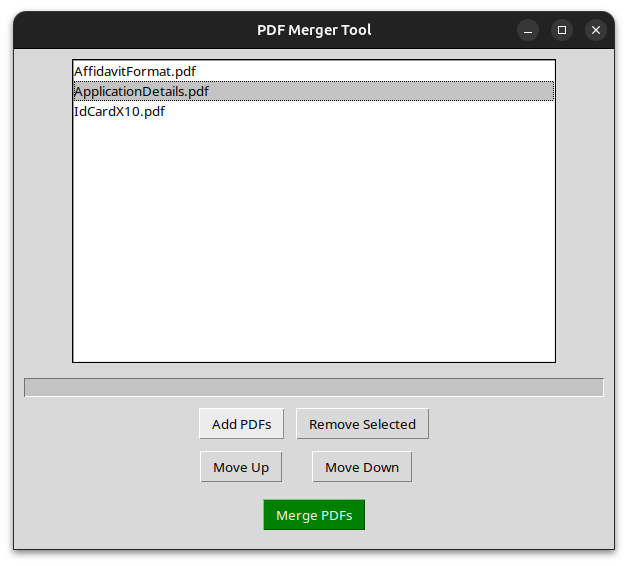 PDF Merger Tool
AffidavitFormat.pdf
ApplicationDetails.pdf
IdCardX10.pdf
Add PDFs
Remove Selected
Move Up
Move Down
Merge PDFs